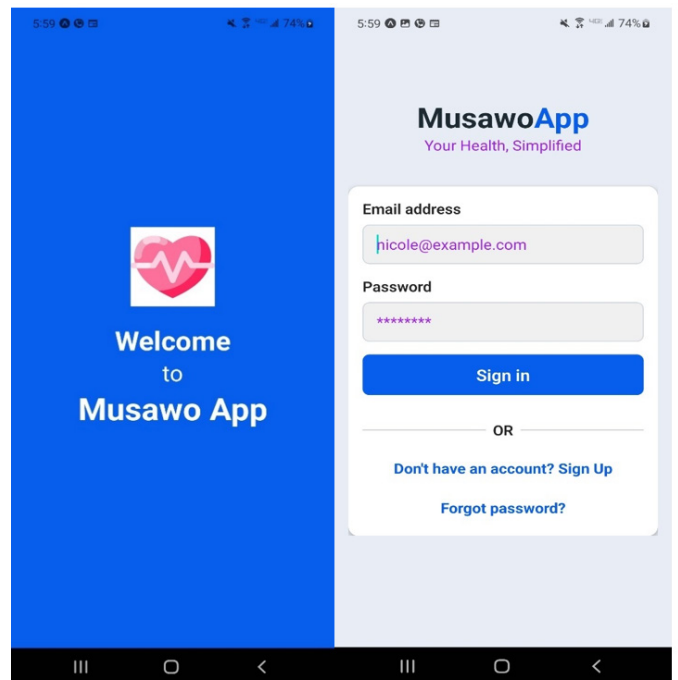 5:59
74%
Welcome
to
Musawo App
5:59
74%
MusawoApp
Your Health, Simplified
Email address
nicole@example.com
Password
********
Sign in
OR
Don't have an account? Sign Up
Forgot password?